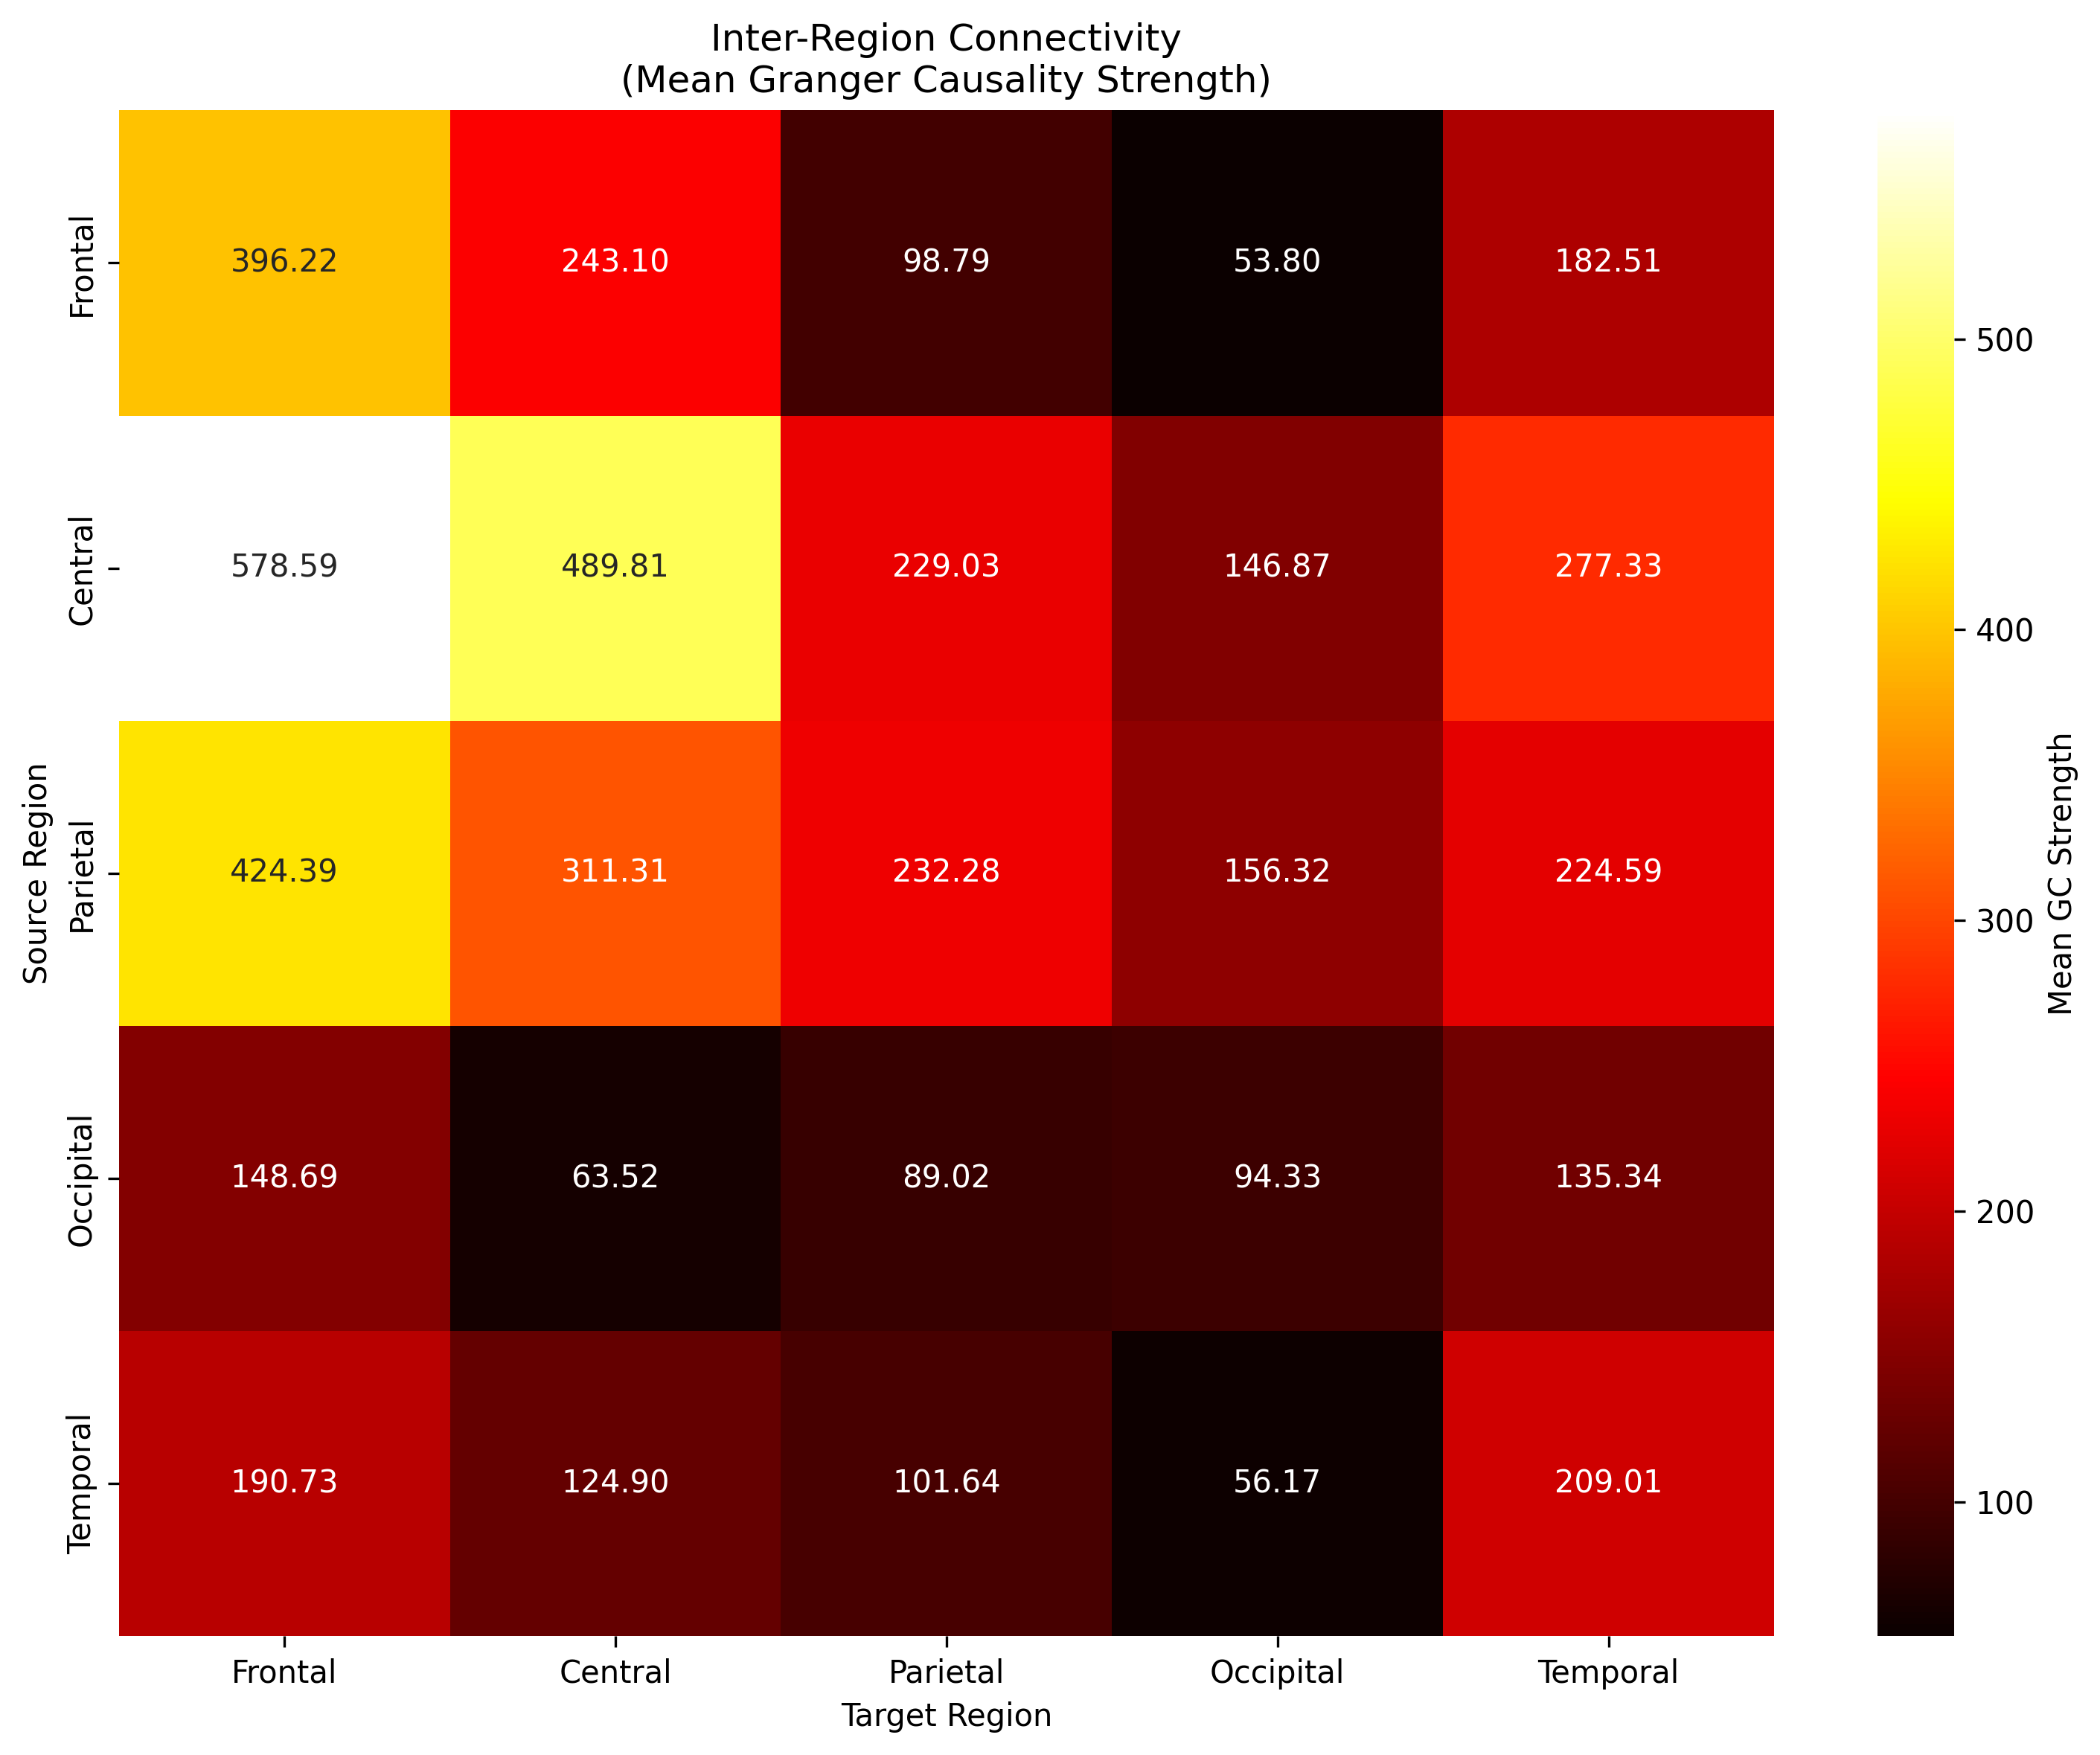 Inter-Region Connectivity
(Mean Granger Causality Strength)
Source Region
Frontal
396.22 243.10 98.79 53.80 182.51
Central
578.59 489.81 229.03 146.87 277.33
Parietal
424.39 311.31 232.28 156.32 224.59
Occipital
148.69 63.52 89.02 94.33 135.34
Temporal
190.73 124.90 101.64 56.17 209.01
Frontal Central Parietal Occipital Temporal
Target Region
500
400
300
200
100
Mean GC Strength